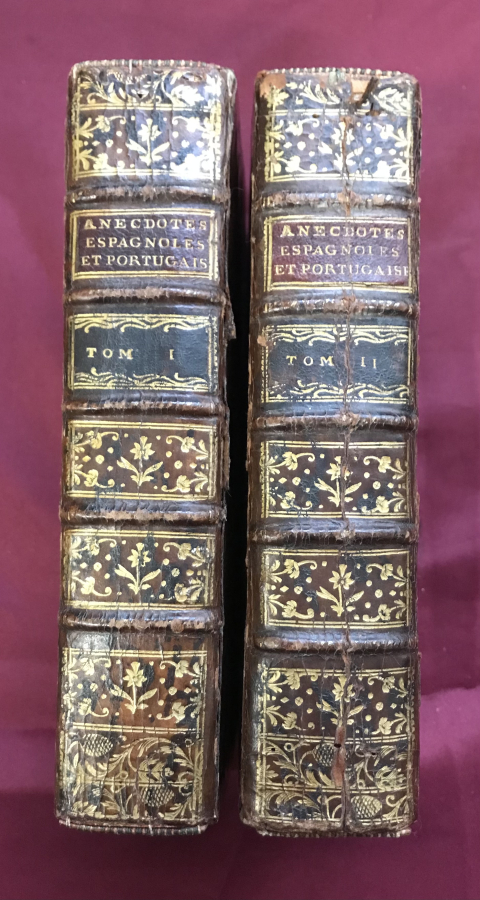 ANECDOTES
ESPAGNOLES
ET PORTUGAIS
TOM I
ANECDOTES
ESPAGNOLES
ET PORTUGAISE
TOM II